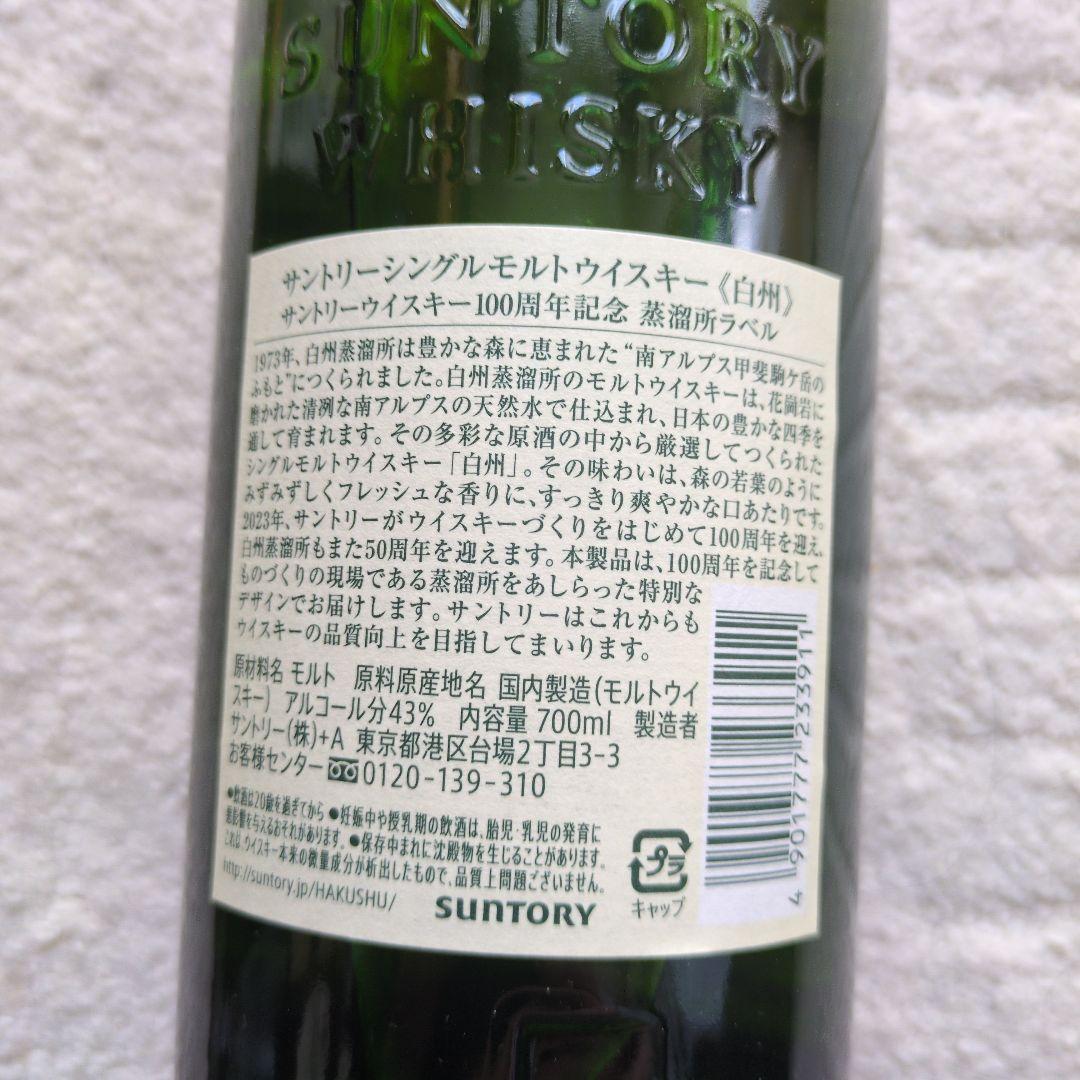 SUNTORY
WHISKY
サントリーシングルモルトウイスキー《白州》
サントリーウイスキー100周年記念 蒸溜所ラベル
1973年、白州蒸溜所は豊かな森に恵まれた“南アルプス甲斐駒ケ岳の
ふもと”につくられました。白州蒸溜所のモルトウイスキーは、花崗岩に
磨かれた清冽な南アルプスの天然水で仕込まれ、日本の豊かな四季を
通して育まれます。その多彩な原酒の中から厳選してつくられた
シングルモルトウイスキー「白州」。その味わいは、森の若葉のように
みずみずしくフレッシュな香りに、すっきり爽やかな口あたりです。
2023年、サントリーがウイスキーづくりをはじめて100周年を迎え、
白州蒸溜所もまた50周年を迎えます。本製品は、100周年を記念して
ものづくりの現場である蒸溜所をあしらった特別な
デザインでお届けします。サントリーはこれからも
ウイスキーの品質向上を目指してまいります。
原材料名 モルト 原料原産地名 国内製造(モルトウイ
スキー) アルコール分43% 内容量 700ml 製造者
サントリー(株)+A 東京都港区台場2丁目3-3
お客様センター 0120-139-310
●飲酒は20歳を過ぎてから ●妊娠中や授乳期の飲酒は、胎児・乳児の発育に
悪影響を与えるおそれがあります。 ●保存中まれに沈殿物を生じることがあります。
これは、ウイスキー本来の微量成分が析出したもので、品質上問題ございません。
http://suntory.jp/HAKUSHU/
SUNTORY
プラ
キャップ
4 901777 233911